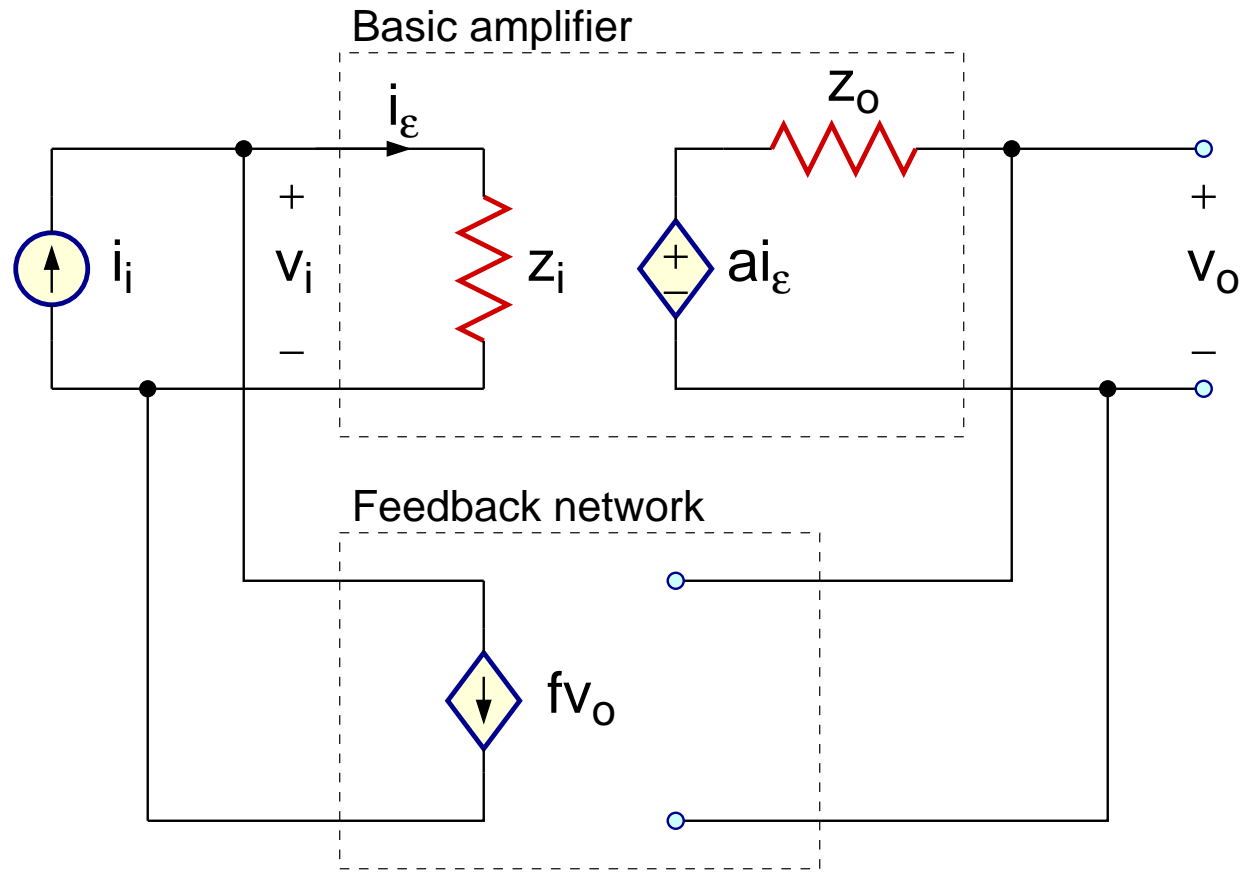 Basic amplifier
iε
zo
+
+
ii
vi
zi
+
−
aiε
vo
−
−
Feedback network
fvo